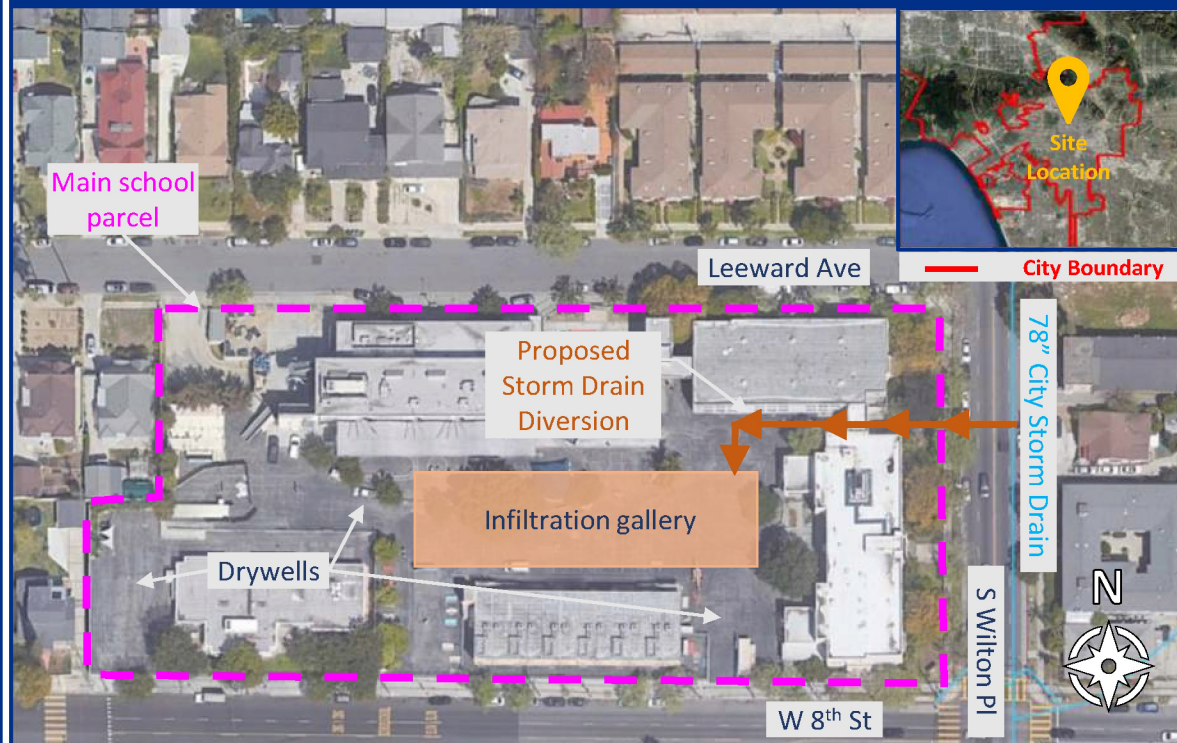 Site
Location
City Boundary
Main school
parcel
Leeward Ave
78" City Storm Drain
Proposed
Storm Drain
Diversion
Infiltration gallery
Drywells
S Wilton Pl
N
W 8th St